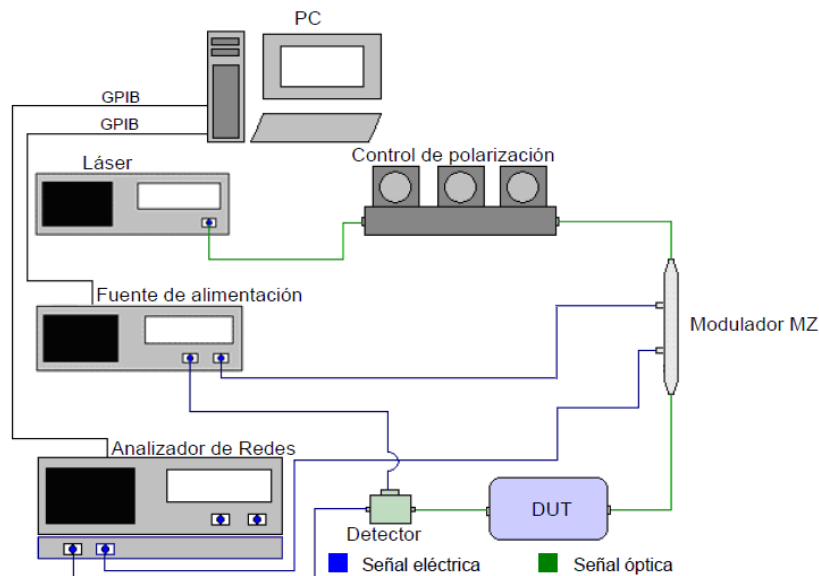 PC
GPIB
GPIB
Láser
Control de polarización
Fuente de alimentación
Modulador MZ
Analizador de Redes
DUT
Detector
Señal eléctrica
Señal óptica